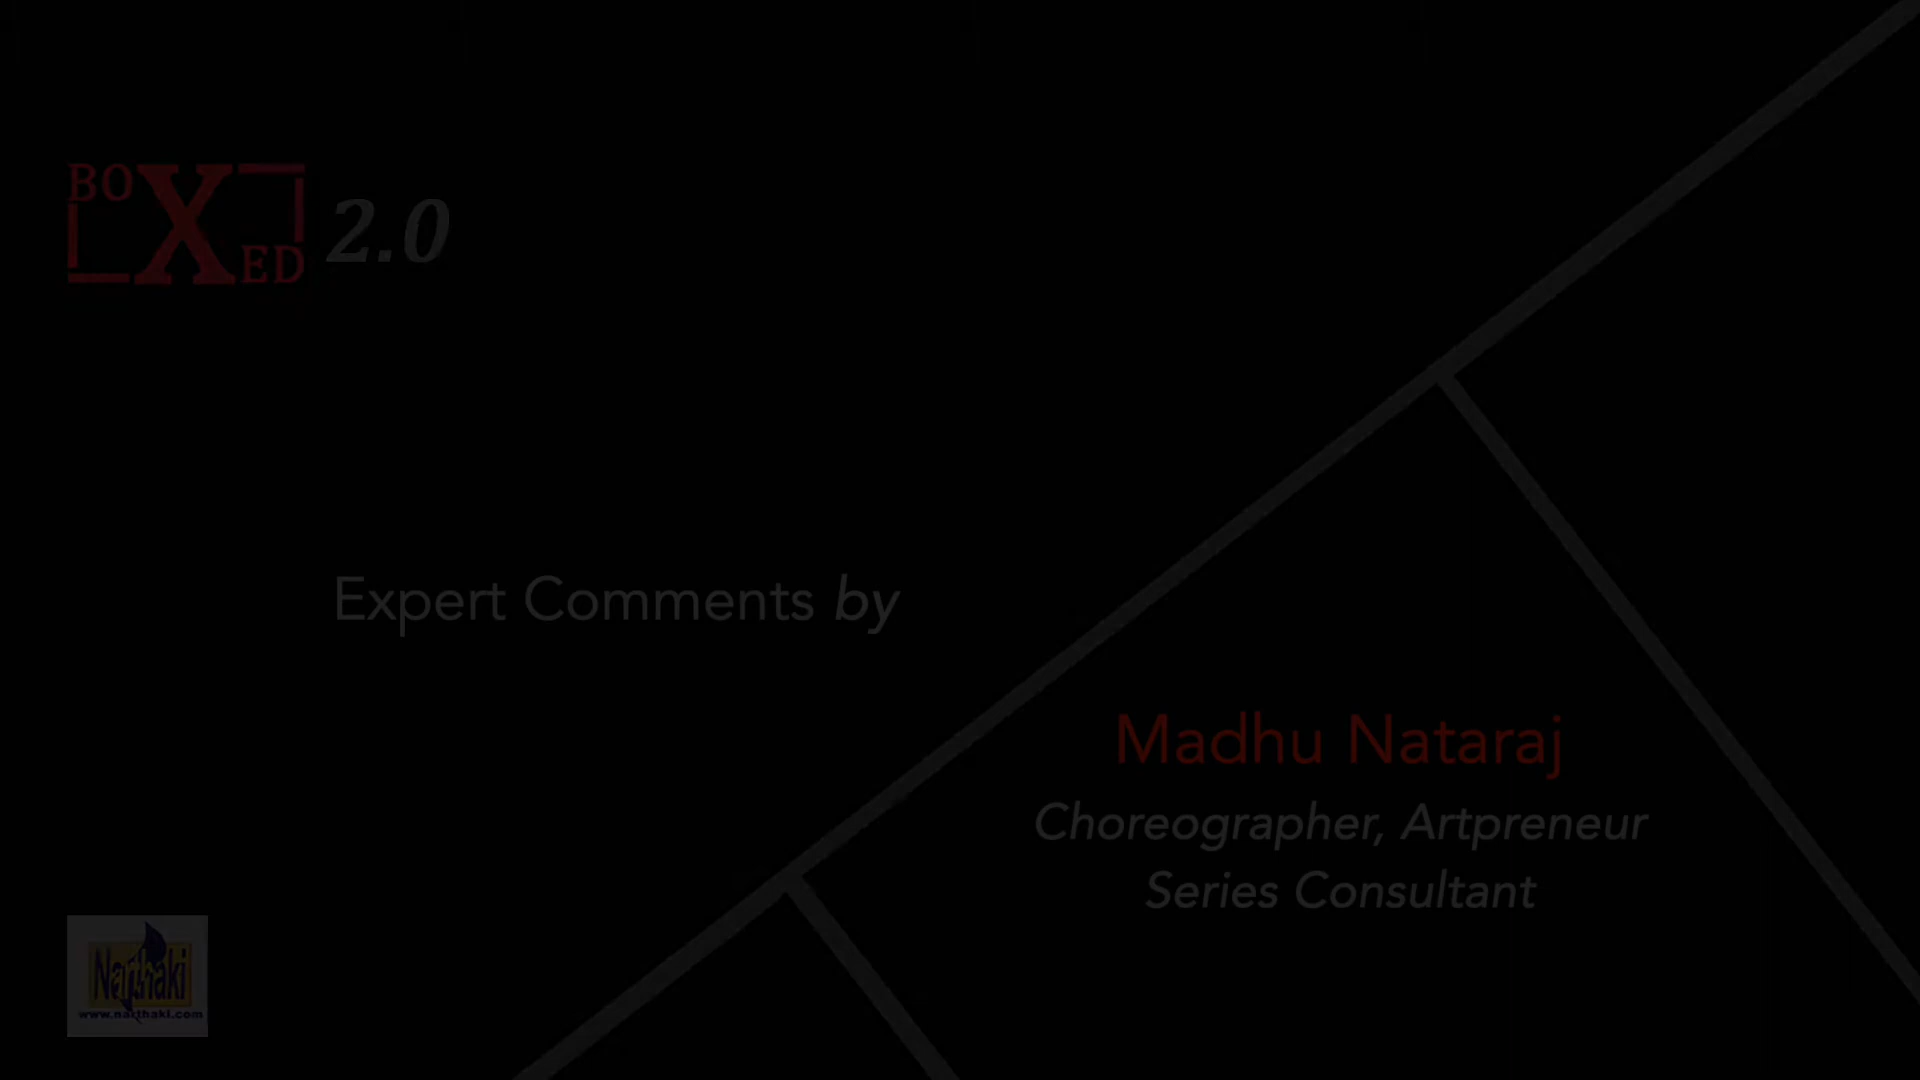 BOXED 2.0
Expert Comments by
Madhu Nataraj
Choreographer, Artpreneur
Series Consultant
Narthaki
www.narthaki.com